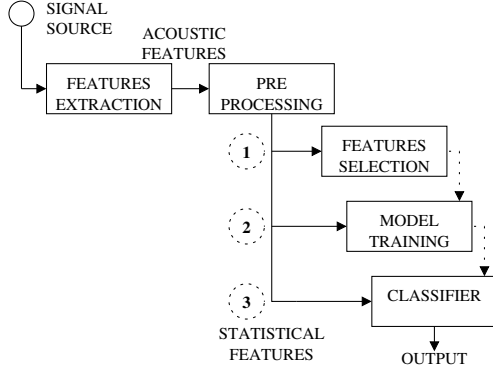 SIGNAL
SOURCE
ACOUSTIC
FEATURES
FEATURES
EXTRACTION
PRE
PROCESSING
1
FEATURES
SELECTION
2
MODEL
TRAINING
3
CLASSIFIER
STATISTICAL
FEATURES
OUTPUT